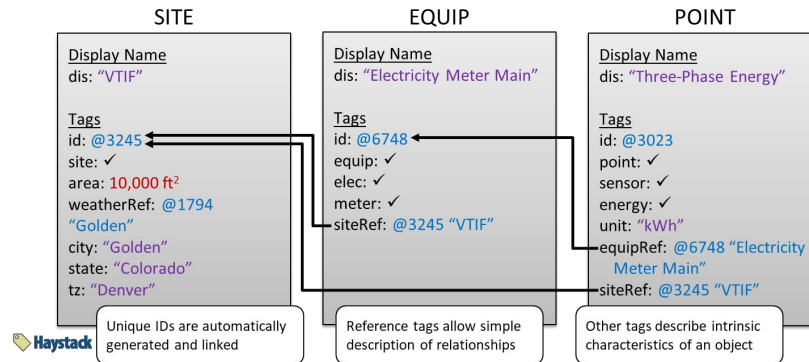 SITE
Display Name
dis: “VTIF”
Tags
id: @3245
site: ✓
area: 10,000 ft²
weatherRef: @1794
“Golden”
city: “Golden”
state: “Colorado”
tz: “Denver”
Unique IDs are automatically
generated and linked
EQUIP
Display Name
dis: “Electricity Meter Main”
Tags
id: @6748
equip: ✓
elec: ✓
meter: ✓
siteRef: @3245 “VTIF”
Reference tags allow simple
description of relationships
POINT
Display Name
dis: “Three-Phase Energy”
Tags
id: @3023
point: ✓
sensor: ✓
energy: ✓
unit: “kWh”
equipRef: @6748 “Electricity
Meter Main”
siteRef: @3245 “VTIF”
Other tags describe intrinsic
characteristics of an object
Haystack